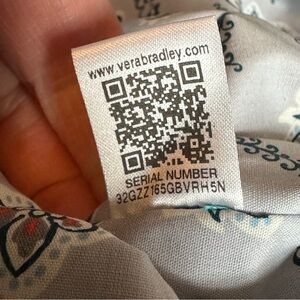 www.verabradley.com
SERIAL NUMBER
32GZZ165GBVRH5N